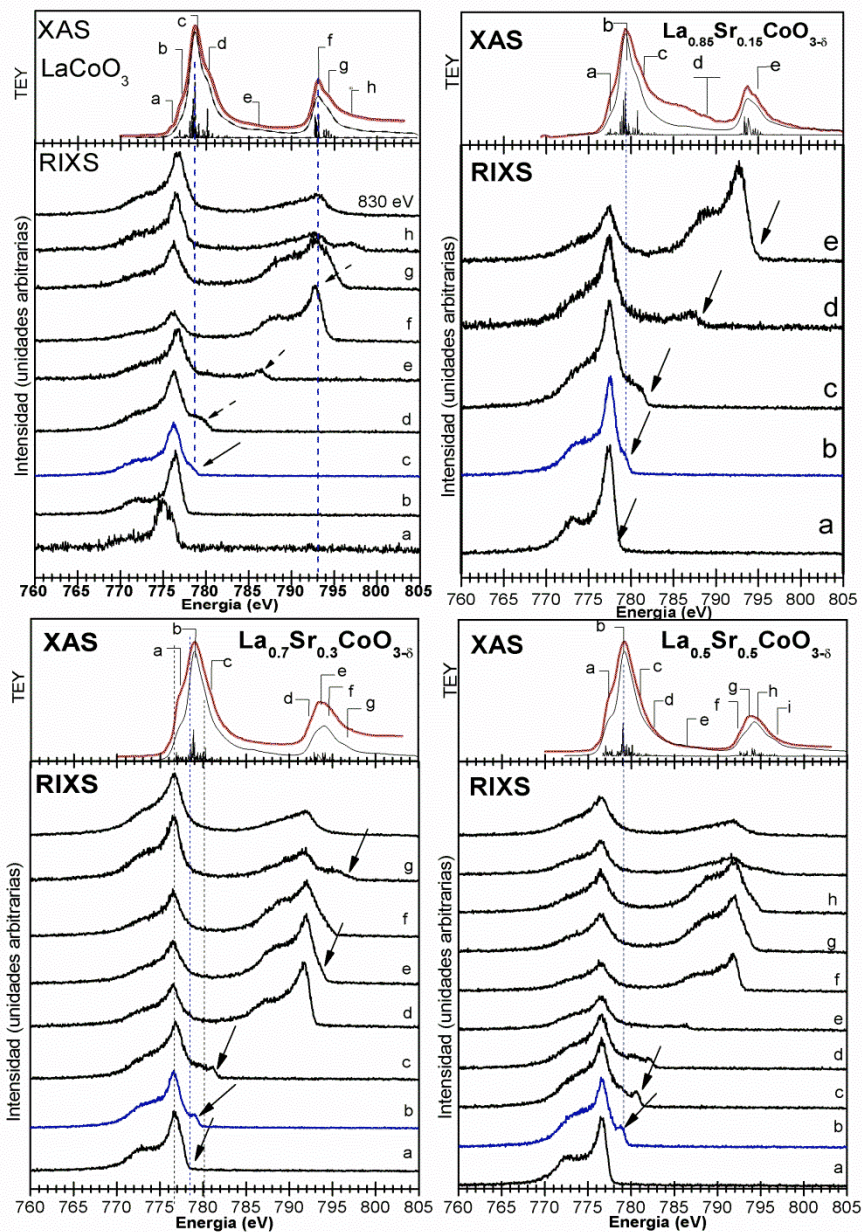 XAS
LaCoO3
TEY
a
b
c
d
e
f
g
h
RIXS
Intensidad (unidades arbitrarias)
830 eV
h
g
f
e
d
c
b
a
760 765 770 775 780 785 790 795 800 805
Energia (eV)
XAS
La0.85Sr0.15CoO3-δ
TEY
a
b
c
d
e
RIXS
Intensidad (unidades arbitrarias)
e
d
c
b
a
760 765 770 775 780 785 790 795 800 805
Energia (eV)
XAS
La0.7Sr0.3CoO3-δ
TEY
a
b
c
d
e
f
g
RIXS
Intensidad (unidades arbitrarias)
g
f
e
d
c
b
a
760 765 770 775 780 785 790 795 800 805
Energia (eV)
XAS
La0.5Sr0.5CoO3-δ
TEY
a
b
c
d
e
f
g
h
i
RIXS
Intensidad (unidades arbitrarias)
h
g
f
e
d
c
b
a
760 765 770 775 780 785 790 795 800 805
Energia (eV)